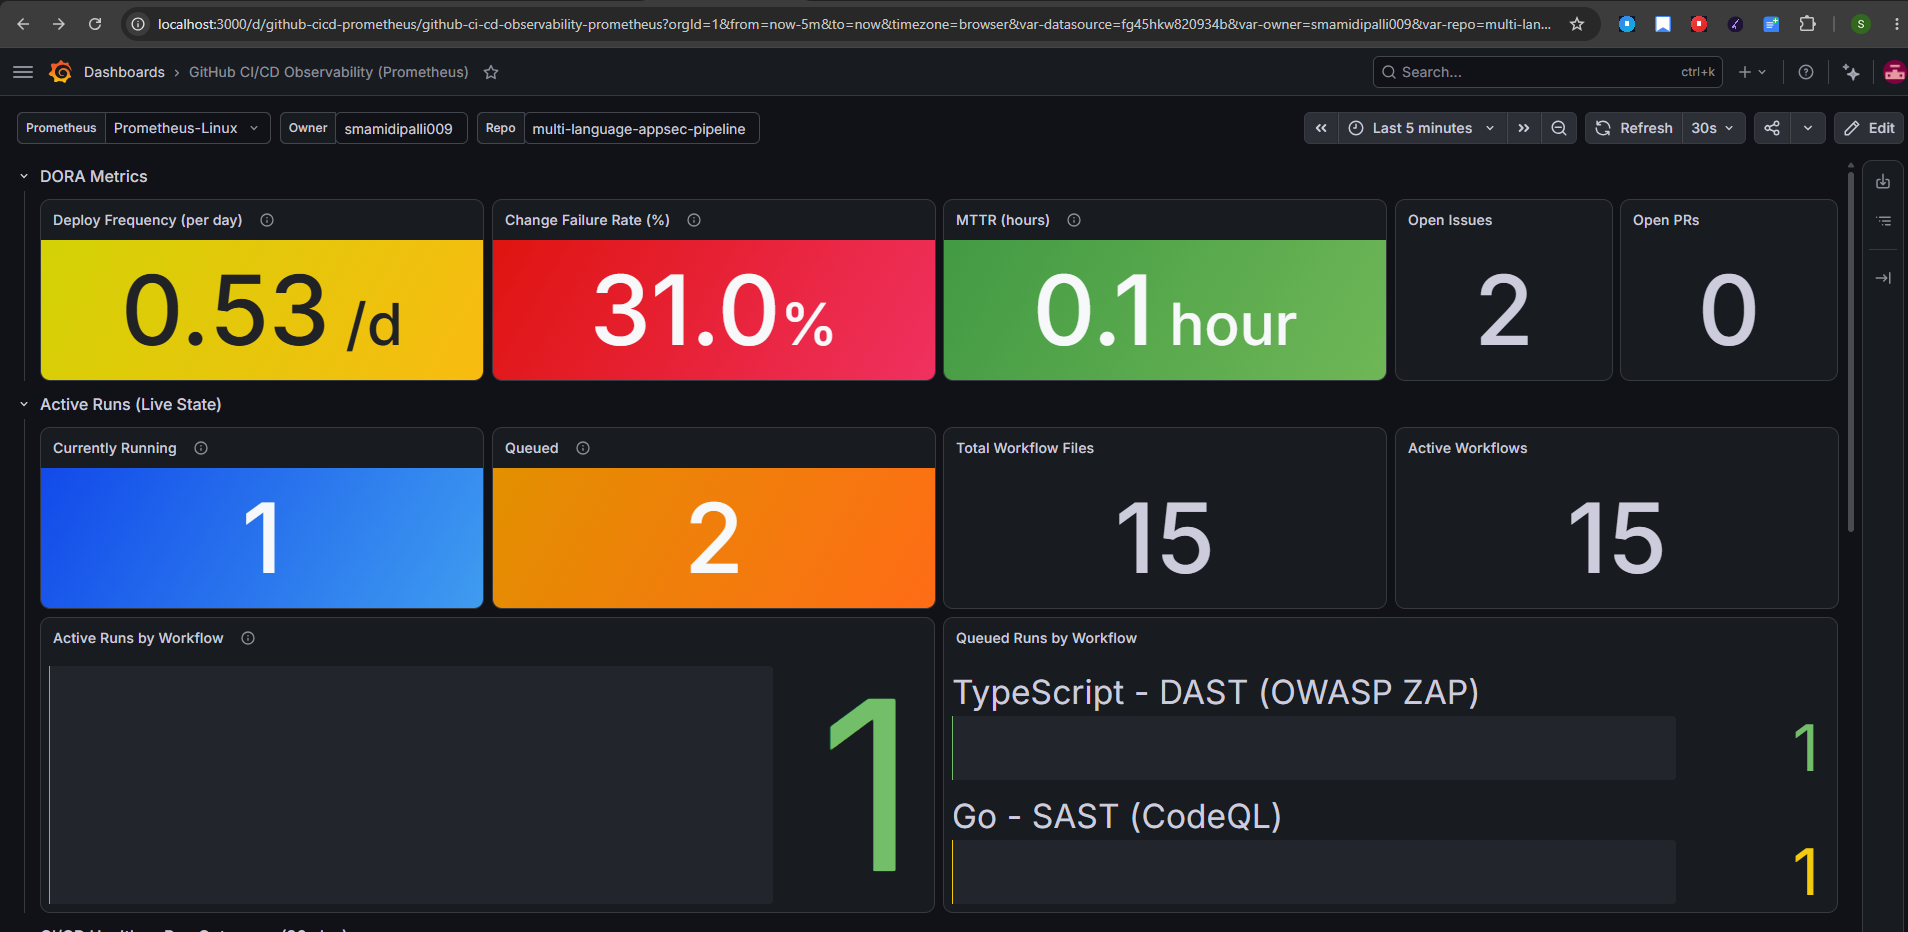 localhost:3000/d/github-cicd-prometheus/github-ci-cd-observability-prometheus?orgId=1&from=now-5m&to=now&timezone=browser&var-datasource=fg45hkw820934b&var-owner=smamidipalli009&var-repo=multi-lan...
S
Dashboards › GitHub CI/CD Observability (Prometheus)
Search... ctrl+k
Prometheus Prometheus-Linux Owner smamidipalli009 Repo multi-language-appsec-pipeline
Last 5 minutes Refresh 30s Edit
DORA Metrics
Deploy Frequency (per day)
0.53 /d
Change Failure Rate (%)
31.0%
MTTR (hours)
0.1 hour
Open Issues
2
Open PRs
0
Active Runs (Live State)
Currently Running
1
Queued
2
Total Workflow Files
15
Active Workflows
15
Active Runs by Workflow
1
Queued Runs by Workflow
TypeScript - DAST (OWASP ZAP)
1
Go - SAST (CodeQL)
1